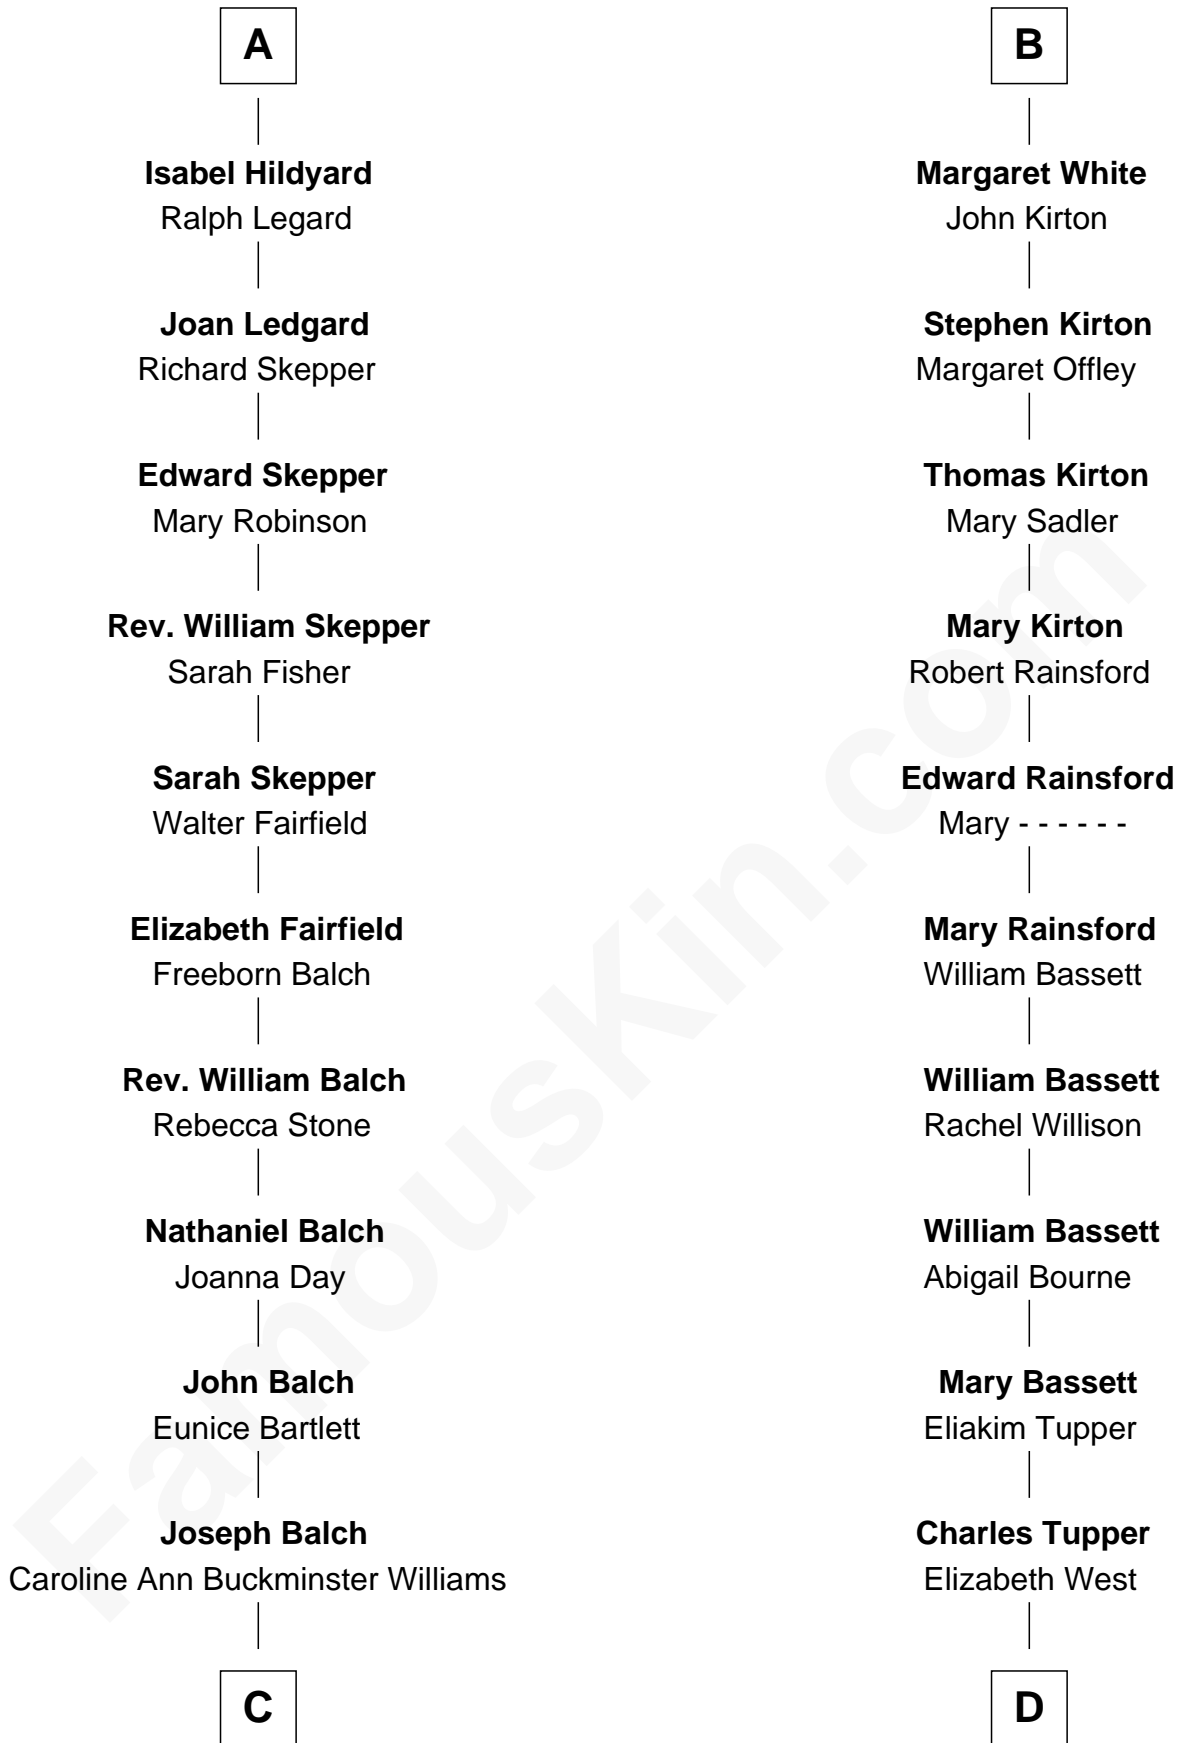 A
Isabel Hildyard
Ralph Legard
Joan Ledgard
Richard Skepper
Edward Skepper
Mary Robinson
Rev. William Skepper
Sarah Fisher
Sarah Skepper
Walter Fairfield
Elizabeth Fairfield
Freeborn Balch
Rev. William Balch
Rebecca Stone
Nathaniel Balch
Joanna Day
John Balch
Eunice Bartlett
Joseph Balch
Caroline Ann Buckminster Williams
C
B
Margaret White
John Kirton
Stephen Kirton
Margaret Offley
Thomas Kirton
Mary Sadler
Mary Kirton
Robert Rainsford
Edward Rainsford
Mary - - - - - -
Mary Rainsford
William Bassett
William Bassett
Rachel Willison
William Bassett
Abigail Bourne
Mary Bassett
Eliakim Tupper
Charles Tupper
Elizabeth West
D
FamousKin.com